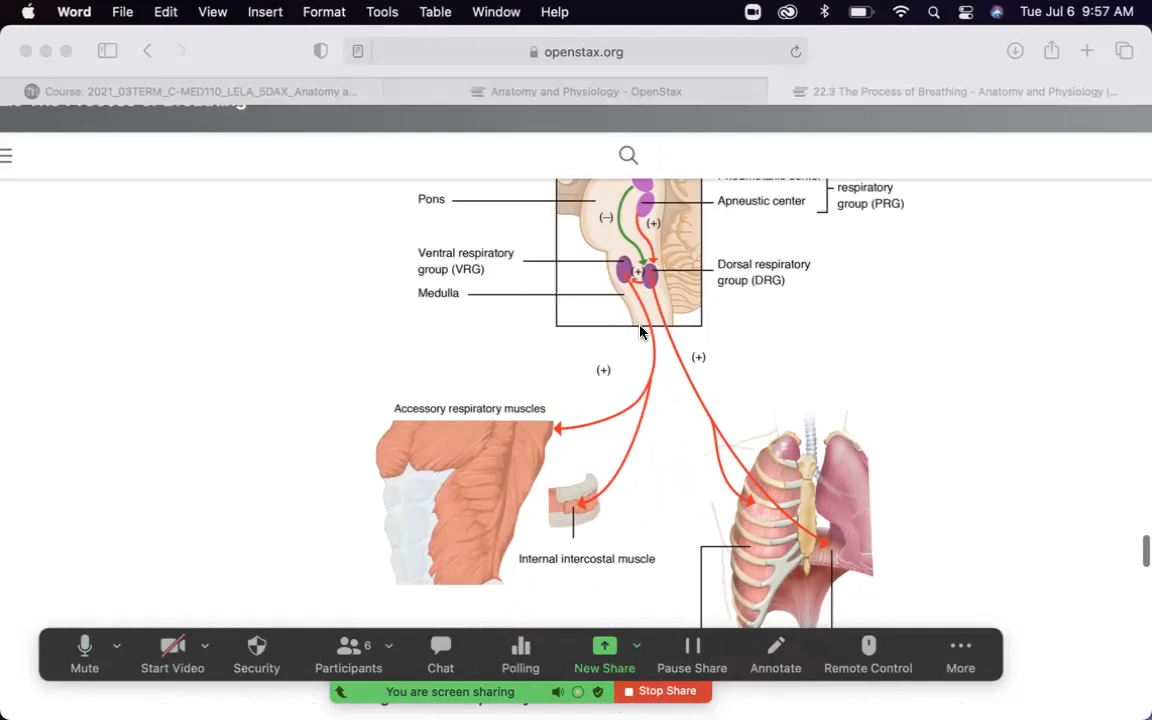 Word File Edit View Insert Format Tools Table Window Help Tue Jul 6 9:57 AM
openstax.org
Course: 2021_03TERM_C-MED110_LELA_5DAX_Anatomy a...
Anatomy and Physiology - OpenStax
22.3 The Process of Breathing - Anatomy and Physiology |...
Pons
(–)
(+)
Apneustic center
respiratory
group (PRG)
Ventral respiratory
group (VRG)
(+)
Dorsal respiratory
group (DRG)
Medulla
(+)
(+)
Accessory respiratory muscles
Internal intercostal muscle
6
Mute Start Video Security Participants Chat Polling New Share Pause Share Annotate Remote Control More
You are screen sharing Stop Share